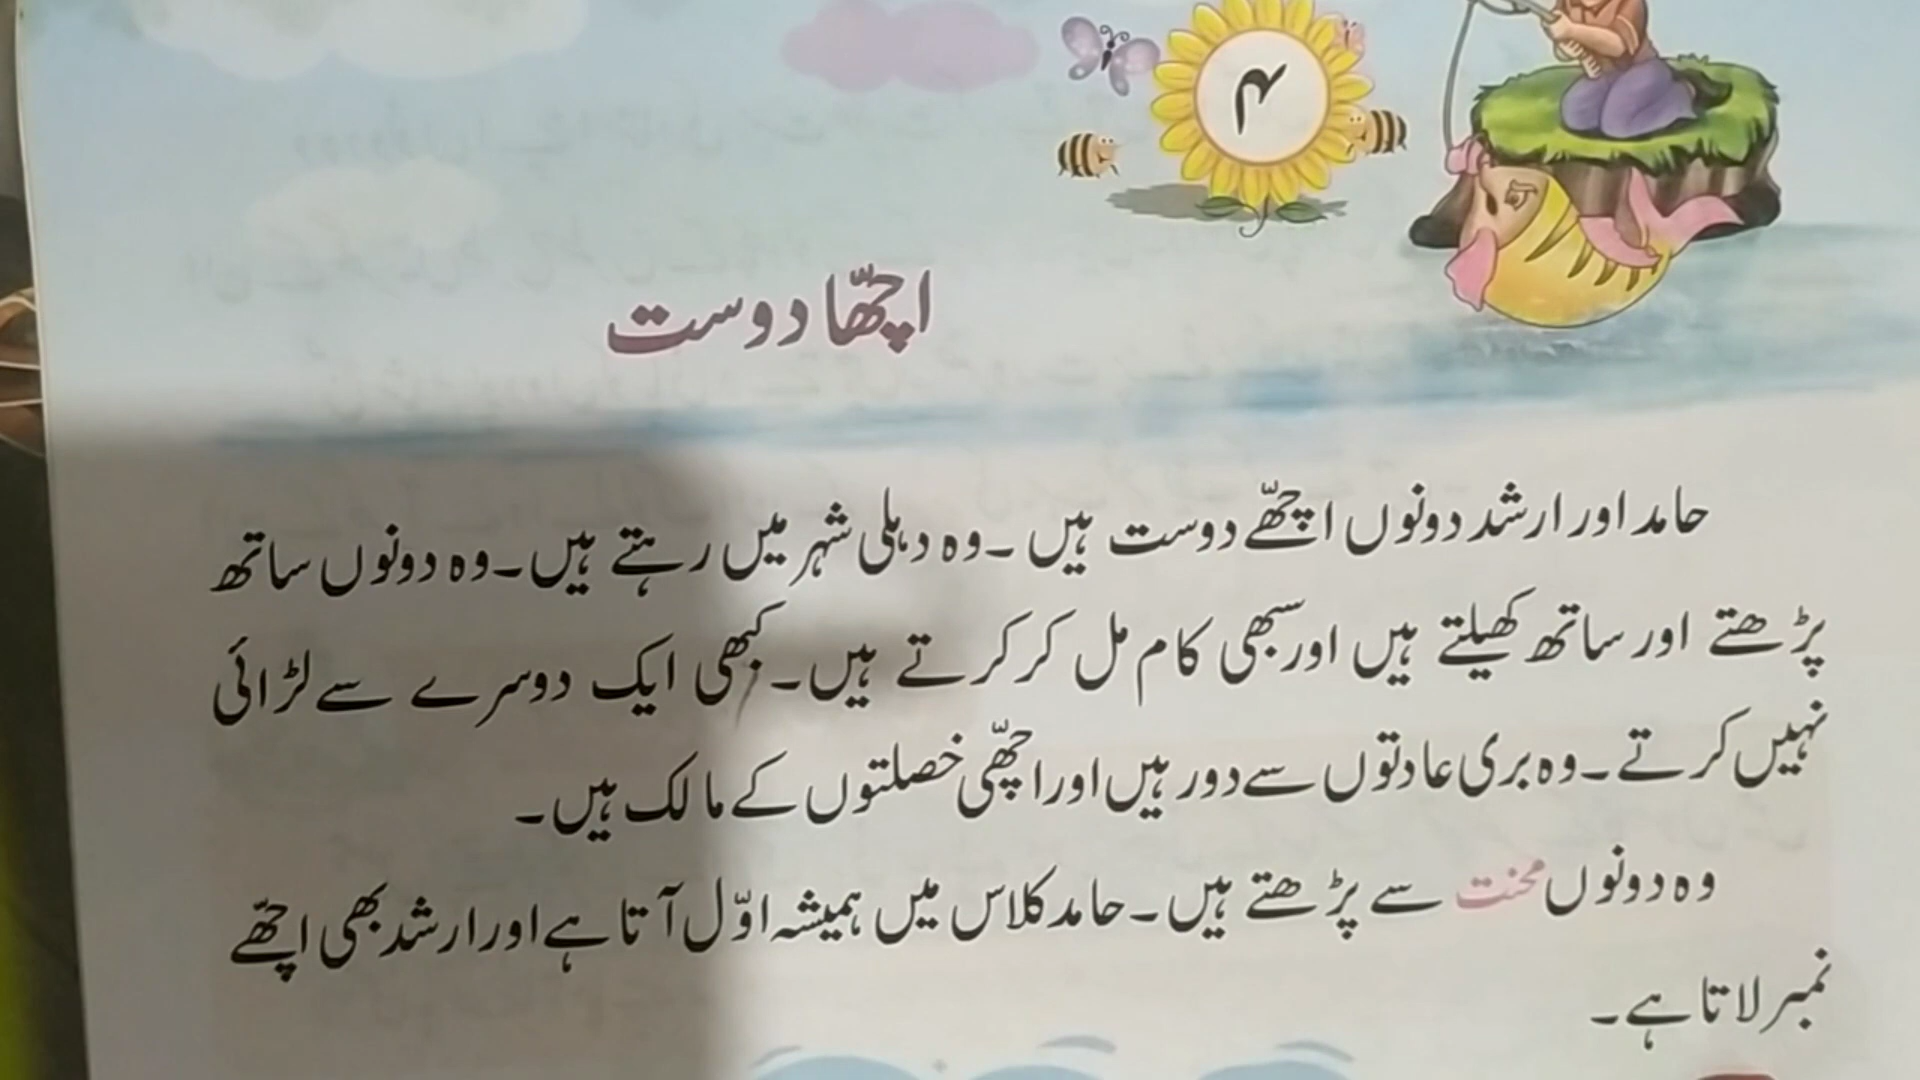 ۴
اچّھا دوست
حامد اور ارشد دونوں اچّھے دوست ہیں ۔ وہ دہلی شہر میں رہتے ہیں۔ وہ دونوں ساتھ
پڑھتے اور ساتھ کھیلتے ہیں اور سبھی کام مل کر کرتے ہیں۔ کبھی ایک دوسرے سے لڑائی
نہیں کرتے ۔ وہ بری عادتوں سے دور ہیں اور اچّھی خصلتوں کے مالک ہیں۔
وہ دونوں محنت سے پڑھتے ہیں۔ حامد کلاس میں ہمیشہ اوّل آتا ہے اور ارشد بھی اچّھے
نمبر لاتا ہے۔